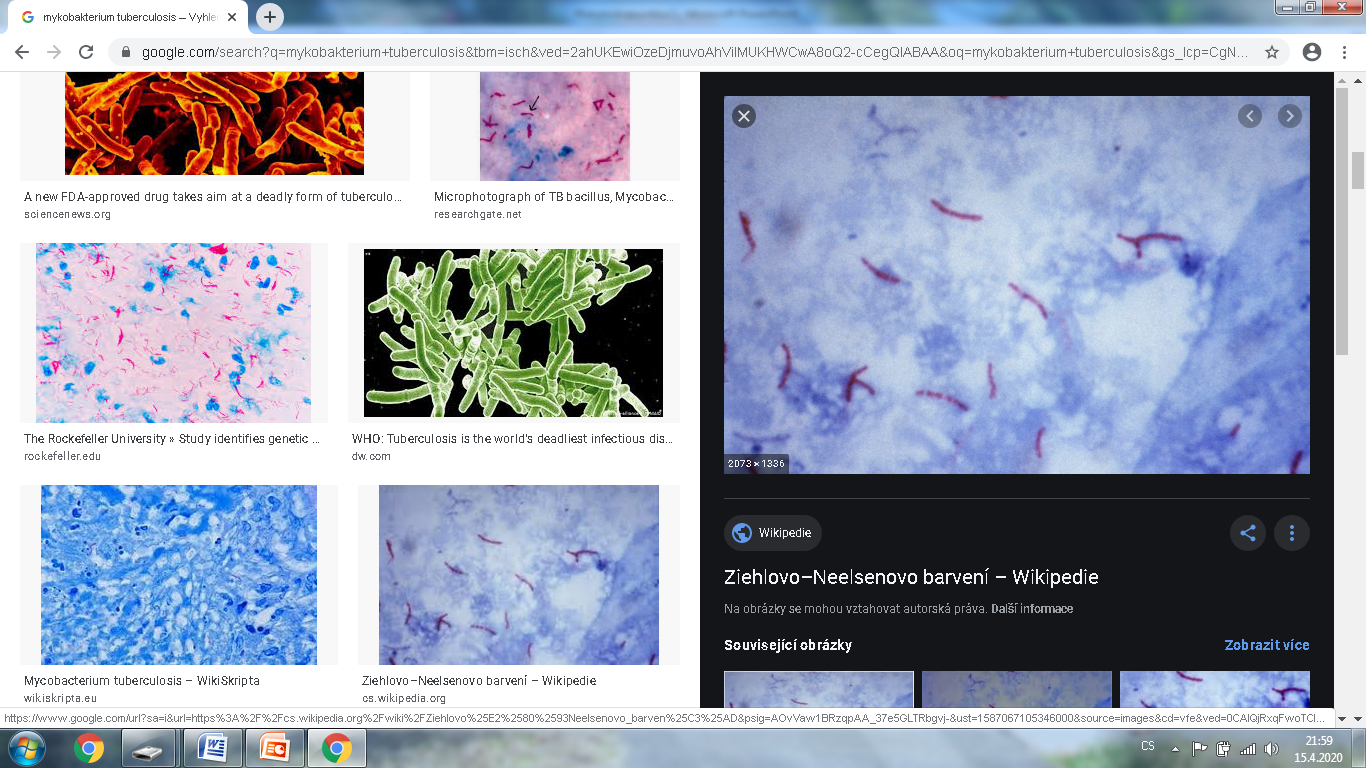 mykobakterium tuberculosis – Vyhle
google.com/search?q=mykobakterium+tuberculosis&tbm=isch&ved=2ahUKEwiOzeDjmuvoAhViIMUKHWCwA8oQ2-cCegQIABAA&oq=mykobakterium+tuberculosis&gs_lcp=CgN...
A new FDA-approved drug takes aim at a deadly form of tuberculo...
sciencenews.org
Microphotograph of TB bacillus, Mycobac...
researchgate.net
The Rockefeller University » Study identifies genetic ...
rockefeller.edu
WHO: Tuberculosis is the world's deadliest infectious dis...
dw.com
Mycobacterium tuberculosis – WikiSkripta
wikiskripta.eu
Ziehlovo–Neelsenovo barvení – Wikipedie
cs.wikipedia.org
2073 × 1336
Wikipedie
Ziehlovo–Neelsenovo barvení – Wikipedie
Na obrázky se mohou vztahovat autorská práva. Další informace
Související obrázky
Zobrazit více
https://www.google.com/url?sa=i&url=https%3A%2F%2Fcs.wikipedia.org%2Fwiki%2FZiehlovo%25E2%2580%2593Neelsenovo_barven%25C3%25AD&psig=AOvVaw1BRzqpAA_37e5GLTRbgvj-&ust=1587067105346000&source=images&cd=vfe&ved=0CAIQjRxqFwoTCI...
CS
21:59
15.4.2020